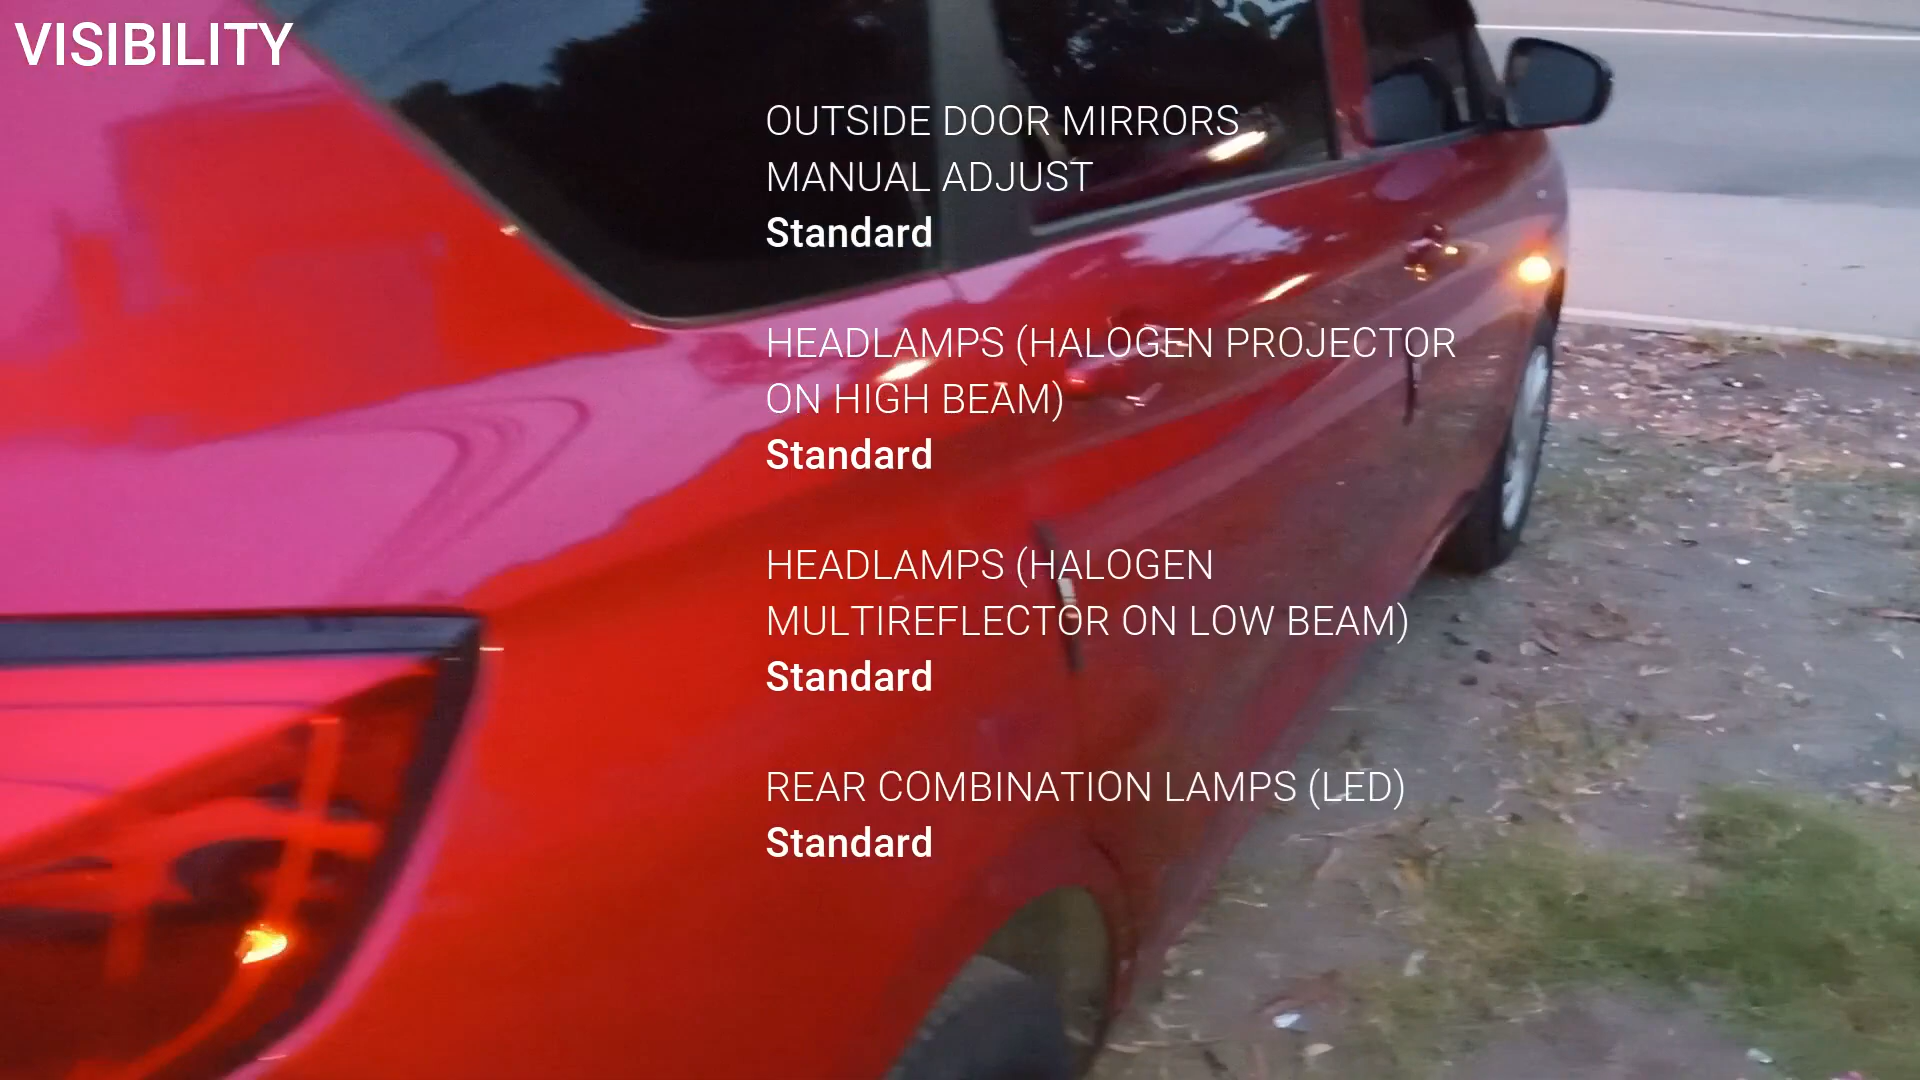 VISIBILITY
OUTSIDE DOOR MIRRORS
MANUAL ADJUST
Standard
HEADLAMPS (HALOGEN PROJECTOR
ON HIGH BEAM)
Standard
HEADLAMPS (HALOGEN
MULTIREFLECTOR ON LOW BEAM)
Standard
REAR COMBINATION LAMPS (LED)
Standard